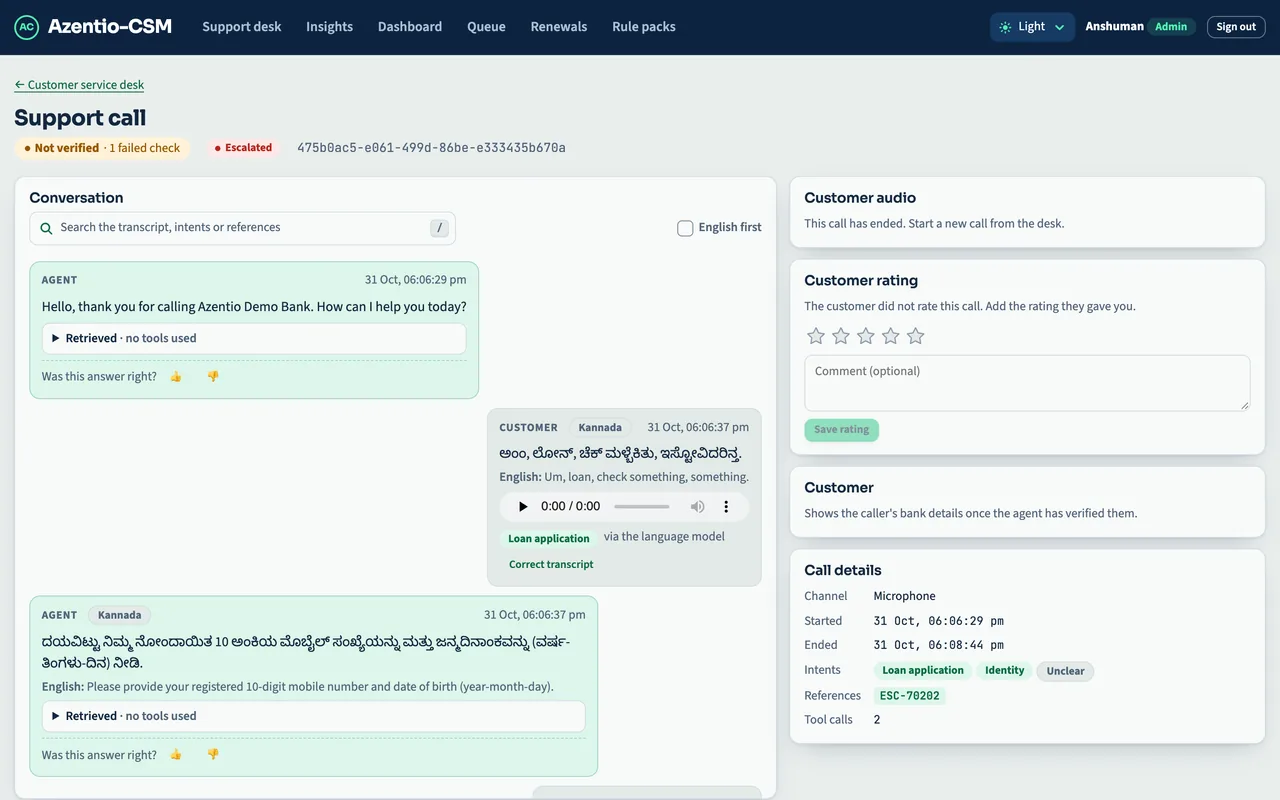 AC Azentio-CSM Support desk Insights Dashboard Queue Renewals Rule packs Light Anshuman Admin Sign out
← Customer service desk
Support call
Not verified · 1 failed check Escalated 475b0ac5-e061-499d-86be-e333435b670a
Conversation
Search the transcript, intents or references / English first
AGENT 31 Oct, 06:06:29 pm
Hello, thank you for calling Azentio Demo Bank. How can I help you today?
Retrieved · no tools used
Was this answer right?
CUSTOMER Kannada 31 Oct, 06:06:37 pm
ಅಂಂ, ಲೋನ್, ಚೆಕ್ ಮಳ್ಬೆಕಿತು, ಇಸ್ಟೋವಿದರಿನ್ತ.
English: Um, loan, check something, something.
0:00 / 0:00
Loan application via the language model
Correct transcript
AGENT Kannada 31 Oct, 06:06:37 pm
ದಯವಿಟ್ಟು ನಿಮ್ಮ ನೋಂದಾಯಿತ 10 ಅಂಕಿಯ ಮೊಬೈಲ್ ಸಂಖ್ಯೆಯನ್ನು ಮತ್ತು ಜನ್ಮದಿನಾಂಕವನ್ನು (ವರ್ಷ-
ತಿಂಗಳು-ದಿನ) ನೀಡಿ.
English: Please provide your registered 10-digit mobile number and date of birth (year-month-day).
Retrieved · no tools used
Was this answer right?
Customer audio
This call has ended. Start a new call from the desk.
Customer rating
The customer did not rate this call. Add the rating they gave you.
Comment (optional)
Save rating
Customer
Shows the caller's bank details once the agent has verified them.
Call details
Channel Microphone
Started 31 Oct, 06:06:29 pm
Ended 31 Oct, 06:08:44 pm
Intents Loan application Identity Unclear
References ESC-70202
Tool calls 2